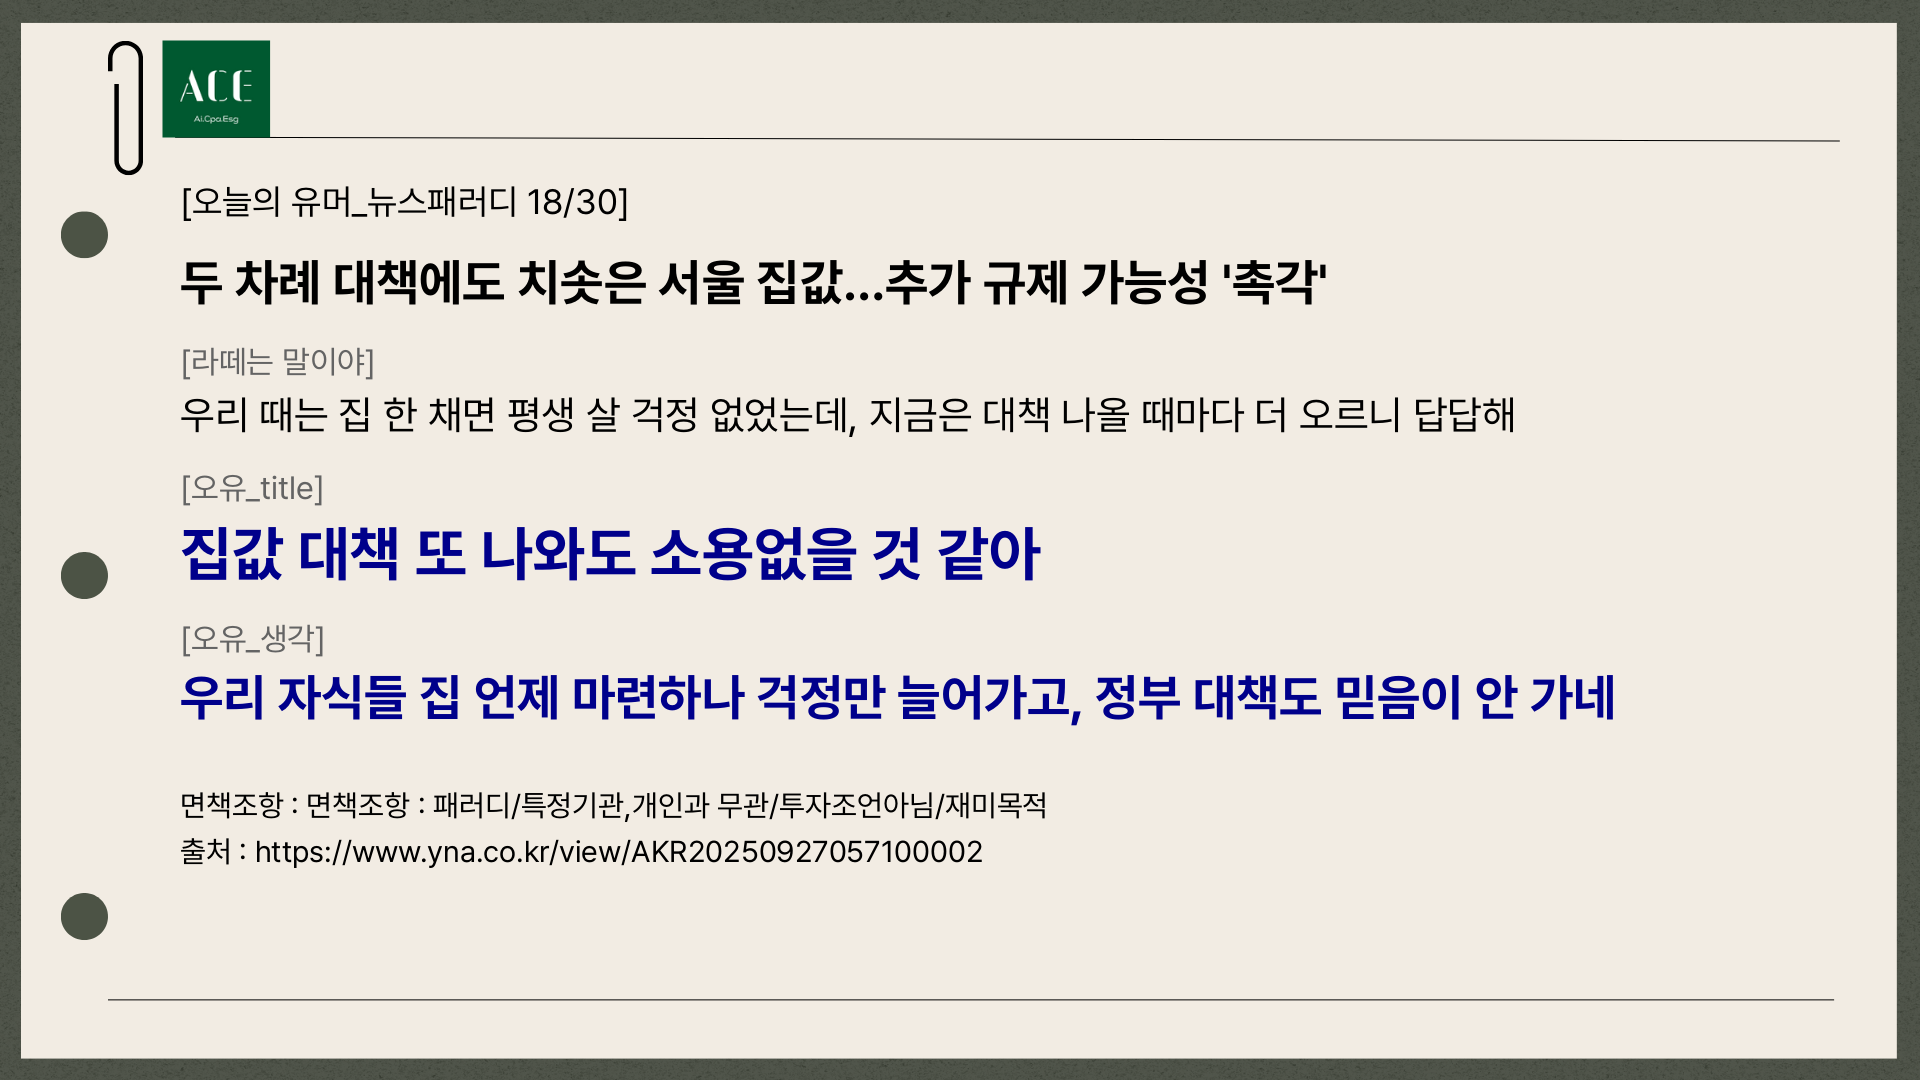 ACE
Ai.Cpa.Esg
[오늘의 유머_뉴스패러디 18/30]
두 차례 대책에도 치솟은 서울 집값...추가 규제 가능성 '촉각'
[라떼는 말이야]
우리 때는 집 한 채면 평생 살 걱정 없었는데, 지금은 대책 나올 때마다 더 오르니 답답해
[오유_title]
집값 대책 또 나와도 소용없을 것 같아
[오유_생각]
우리 자식들 집 언제 마련하나 걱정만 늘어가고, 정부 대책도 믿음이 안 가네
면책조항 : 면책조항 : 패러디/특정기관,개인과 무관/투자조언아님/재미목적
출처 : https://www.yna.co.kr/view/AKR20250927057100002